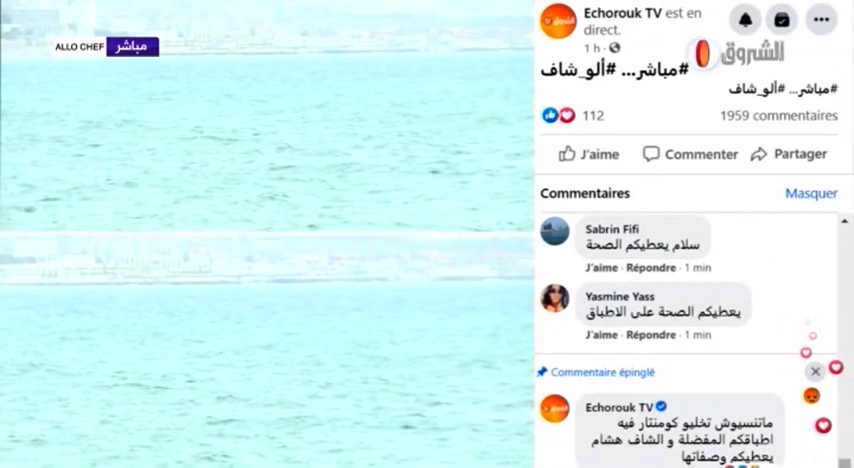 ALLO CHEF مباشر
Echorouk TV est en
direct.
1 h
الشروق
#مباشر... #ألو_شاف
#مباشر... #ألو_شاف
112
1959 commentaires
J'aime
Commenter
Partager
Commentaires
Masquer
Sabrin Fifi
سلام يعطيكم الصحة
J'aime · Répondre · 1 min
Yasmine Yass
يعطيكم الصحة على الاطباق
J'aime · Répondre · 1 min
Commentaire épinglé
Echorouk TV
ماتنسيوش تخليو كومنتار فيه
اطباقكم المفضلة و الشاف هشام
يعطيكم وصفاتها